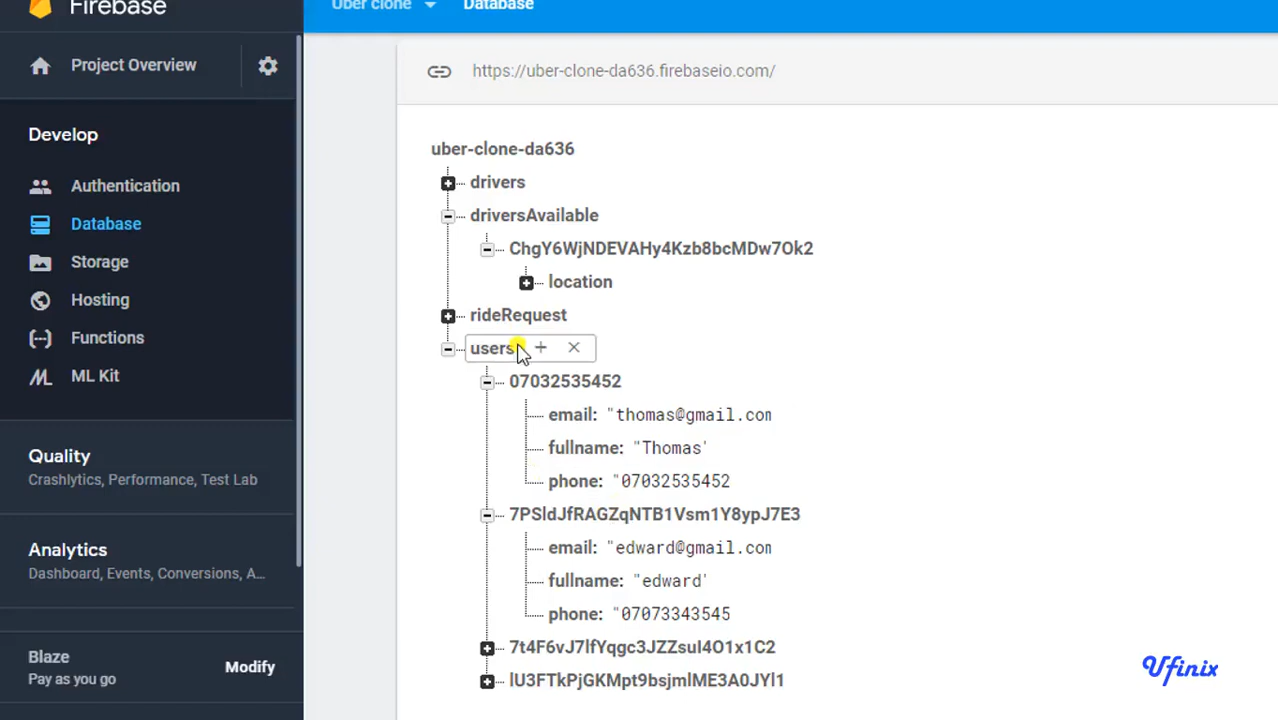 Firebase
Uber clone
Database
Project Overview
https://uber-clone-da636.firebaseio.com/
Develop
Authentication
Database
Storage
Hosting
Functions
ML Kit
Quality
Crashlytics, Performance, Test Lab
Analytics
Dashboard, Events, Conversions, A...
Blaze
Pay as you go
Modify
uber-clone-da636
drivers
driversAvailable
ChgY6WjNDEVAHy4Kzb8bcMDw7Ok2
location
rideRequest
users
07032535452
email: "thomas@gmail.com
fullname: "Thomas"
phone: "07032535452
7PSldJfRAGZqNTB1Vsm1Y8ypJ7E3
email: "edward@gmail.com
fullname: "edward"
phone: "07073343545
7t4F6vJ7lfYqgc3JZZsuI4O1x1C2
lU3FTkPjGKMpt9bsjmlME3A0JYl1
Ufinix